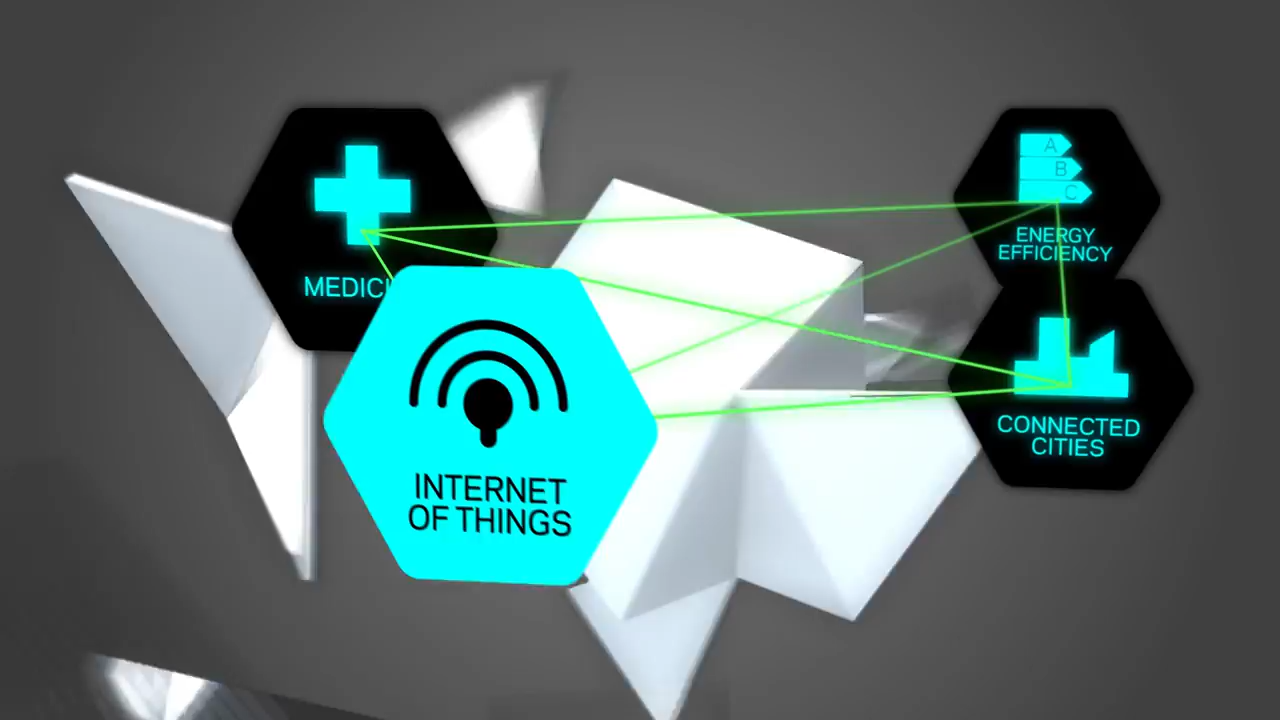 A
B
C
ENERGY
EFFICIENCY
INTERNET
OF THINGS
CONNECTED
CITIES